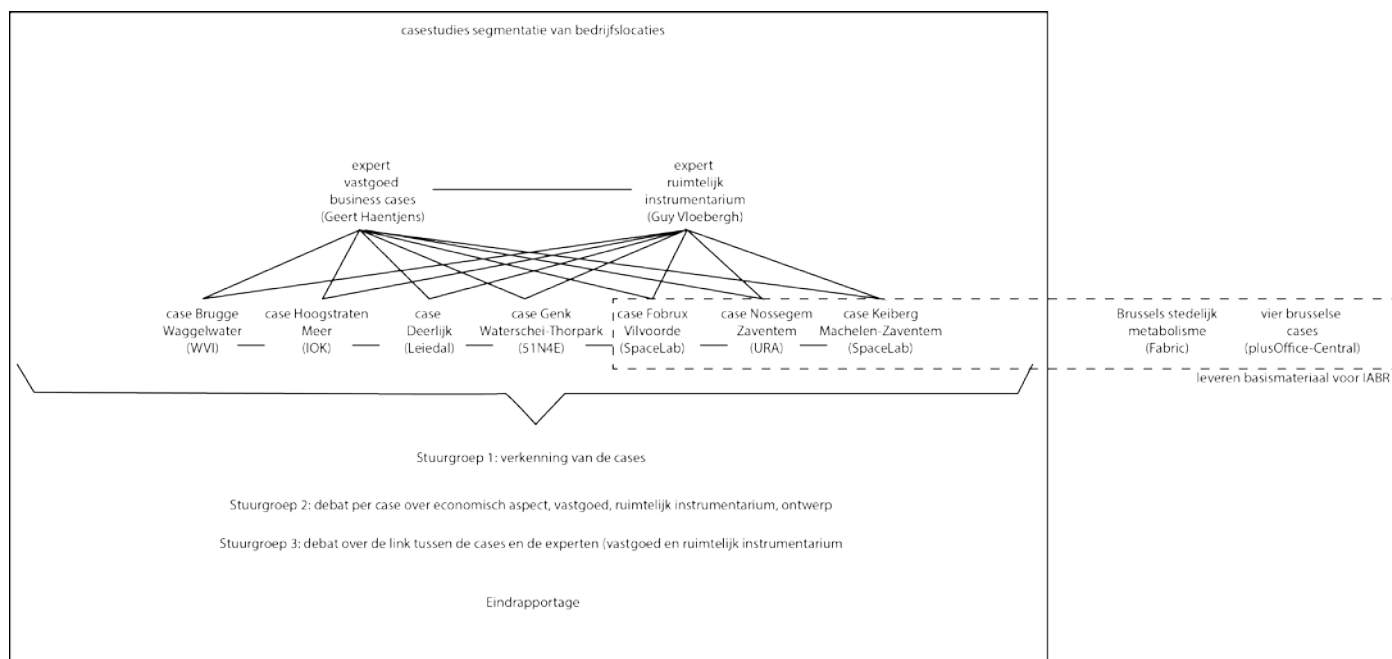 casestudies segmentatie van bedrijfslocaties
expert
vastgoed
business cases
(Geert Haentjens)
expert
ruimtelijk
instrumentarium
(Guy Vloebergh)
case Brugge
Waggelwater
(WVI)
case Hoogstraten
Meer
(IOK)
case
Deerlijk
(Leiedal)
case Genk
Waterschei-Thorpark
(51N4E)
case Fobrux
Vilvoorde
(SpaceLab)
case Nossegem
Zaventem
(URA)
case Keiberg
Machelen-Zaventem
(SpaceLab)
Brussels stedelijk
metabolisme
(Fabric)
vier brusselse
cases
(plusOffice-Central)
leveren basismateriaal voor IABR
Stuurgroep 1: verkenning van de cases
Stuurgroep 2: debat per case over economisch aspect, vastgoed, ruimtelijk instrumentarium, ontwerp
Stuurgroep 3: debat over de link tussen de cases en de experten (vastgoed en ruimtelijk instrumentarium
Eindrapportage